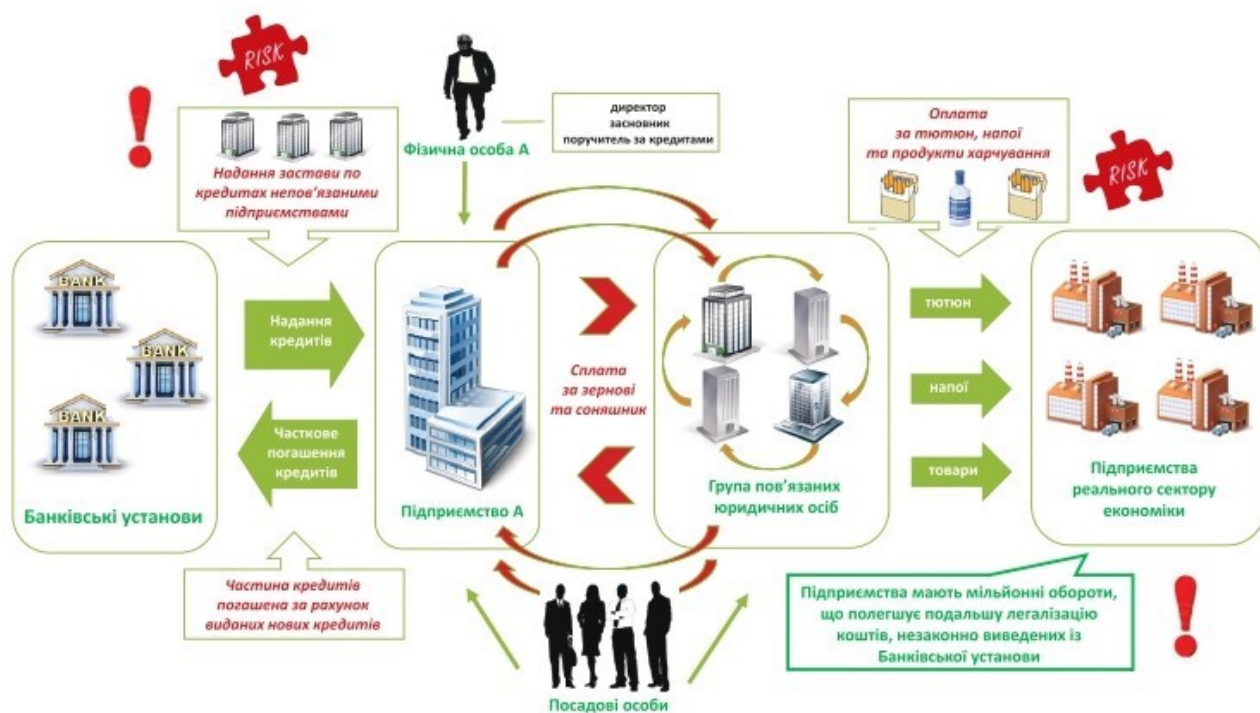 RISK
Надання застави по
кредитах непов'язаними
підприємствами
Фізична особа А
директор
засновник
поручитель за кредитами
Оплата
за тютюн, напої
та продукти харчування
RISK
BANK
BANK
BANK
Банківські установи
Надання
кредитів
Часткове
погашення
кредитів
Підприємство А
Сплата
за зернові
та соняшник
Група пов'язаних
юридичних осіб
тютюн
напої
товари
Підприємства
реального сектору
економіки
Частина кредитів
погашена за рахунок
виданих нових кредитів
Посадові особи
Підприємства мають мільйонні обороти,
що полегшує подальшу легалізацію
коштів, незаконно виведених із
Банківської установи